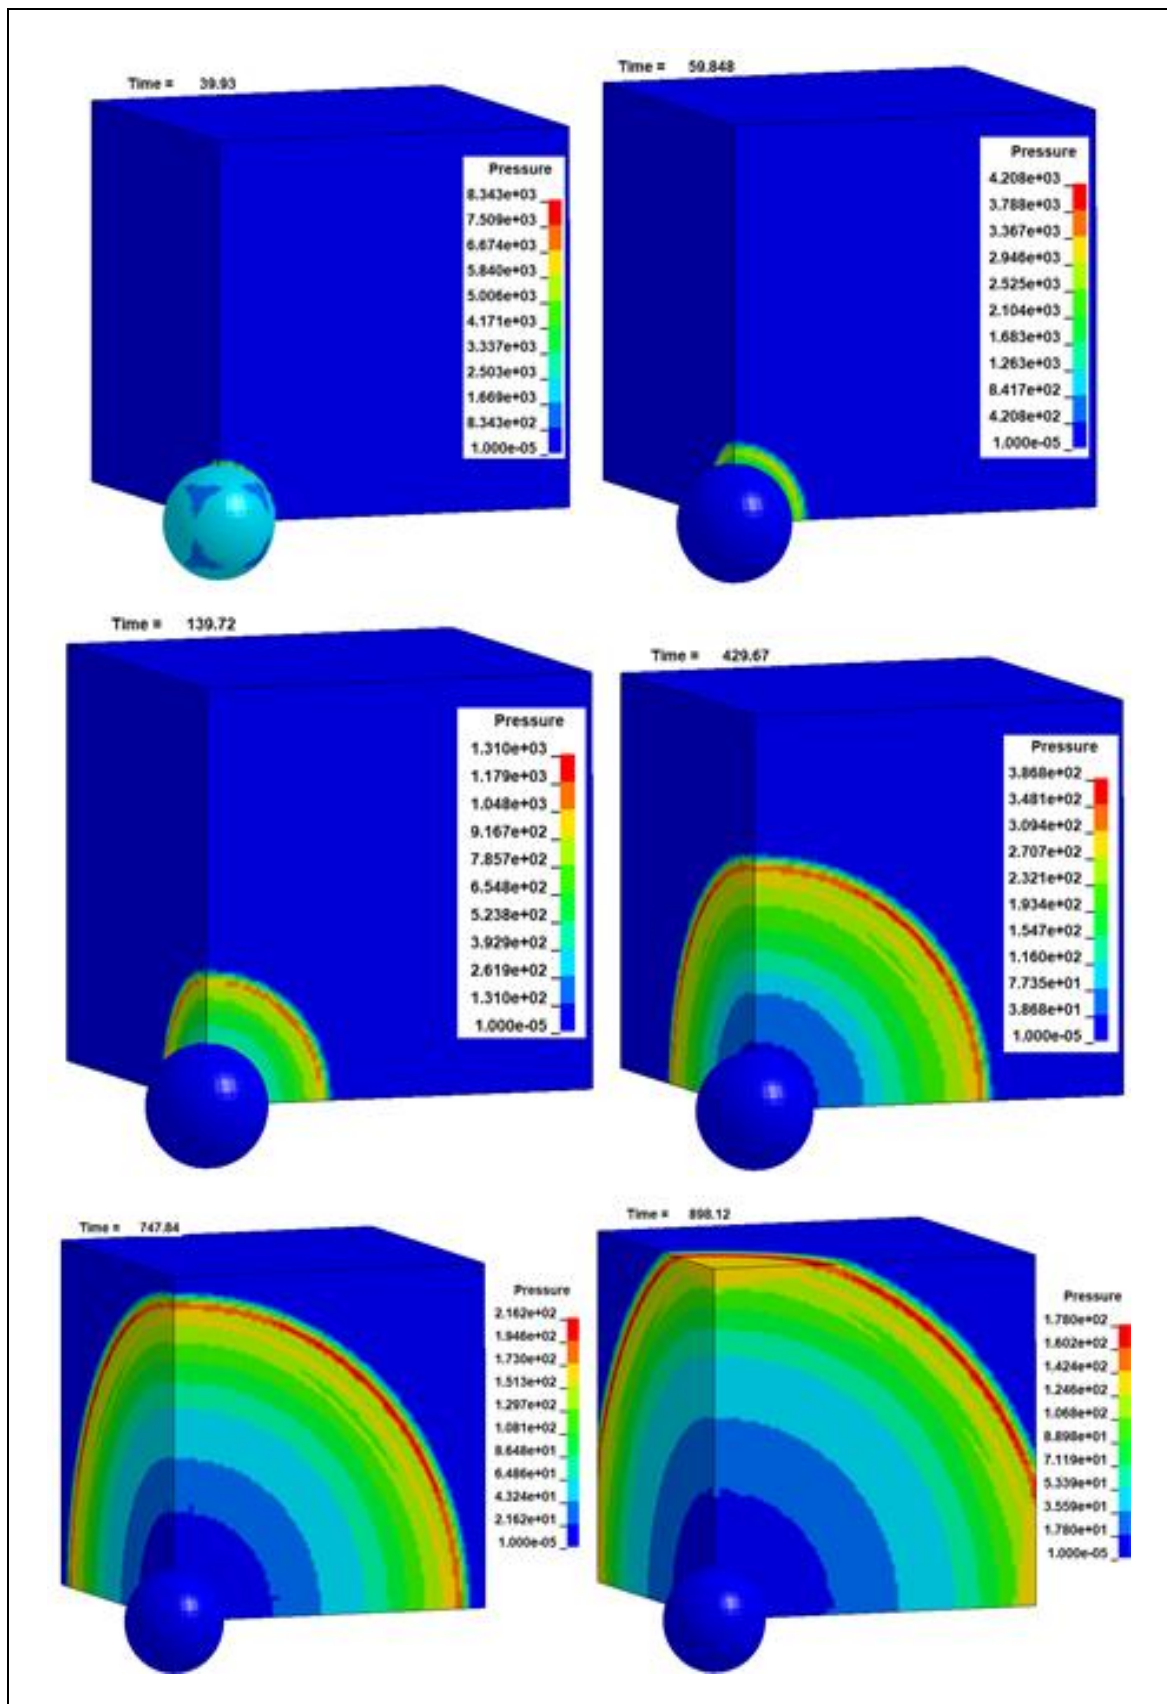 Time = 39.93
Pressure
8.343e+03
7.509e+03
6.674e+03
5.840e+03
5.006e+03
4.171e+03
3.337e+03
2.503e+03
1.669e+03
8.343e+02
1.000e-05
Time = 59.848
Pressure
4.208e+03
3.788e+03
3.367e+03
2.946e+03
2.525e+03
2.104e+03
1.683e+03
1.263e+03
8.417e+02
4.208e+02
1.000e-05
Time = 139.72
Pressure
1.310e+03
1.179e+03
1.048e+03
9.167e+02
7.857e+02
6.548e+02
5.238e+02
3.929e+02
2.619e+02
1.310e+02
1.000e-05
Time = 429.67
Pressure
3.868e+02
3.481e+02
3.094e+02
2.707e+02
2.321e+02
1.934e+02
1.547e+02
1.160e+02
7.735e+01
3.868e+01
1.000e-05
Time = 747.84
Pressure
2.162e+02
1.946e+02
1.730e+02
1.513e+02
1.297e+02
1.081e+02
8.648e+01
6.486e+01
4.324e+01
2.162e+01
1.000e-05
Time = 898.12
Pressure
1.780e+02
1.602e+02
1.424e+02
1.246e+02
1.068e+02
8.898e+01
7.119e+01
5.339e+01
3.559e+01
1.780e+01
1.000e-05